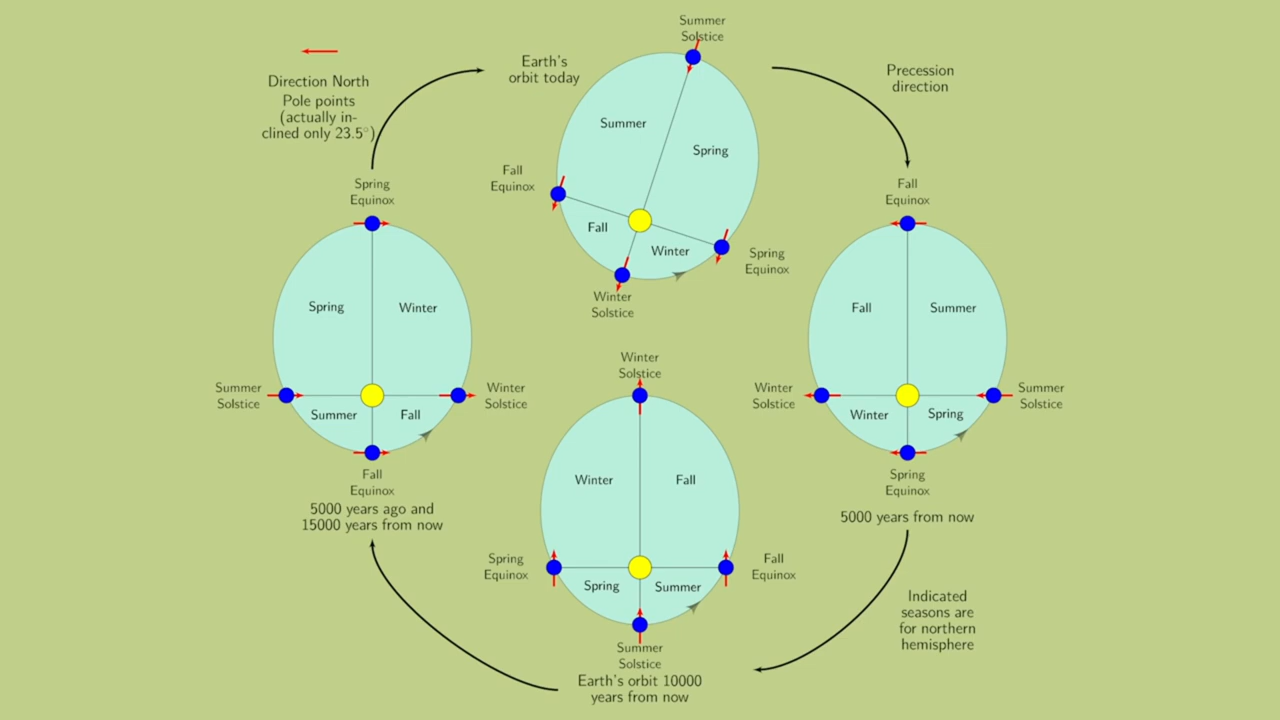 Direction North
Pole points
(actually in-
clined only 23.5°)
Earth's
orbit today
Summer
Solstice
Summer
Spring
Fall
Equinox
Fall
Winter
Spring
Equinox
Winter
Solstice
Precession
direction
Spring
Equinox
Spring
Winter
Summer
Solstice
Winter
Solstice
Summer
Fall
Fall
Equinox
5000 years ago and
15000 years from now
Fall
Equinox
Fall
Summer
Winter
Solstice
Summer
Solstice
Winter
Spring
Spring
Equinox
5000 years from now
Winter
Solstice
Winter
Fall
Spring
Equinox
Fall
Equinox
Spring
Summer
Summer
Solstice
Earth's orbit 10000
years from now
Indicated
seasons are
for northern
hemisphere